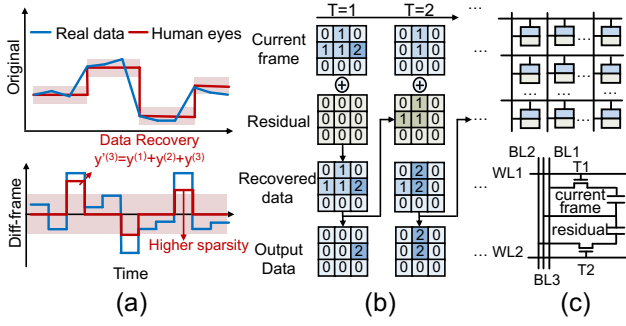 Real data Human eyes
Original
Data Recovery
y'(3)=y(1)+y(2)+y(3)
Diff-frame
Higher sparsity
Time
(a)
T=1 T=2 ...
Current frame
0 1 0
1 1 2
0 0 0
0 1 0
0 1 0
0 0 0
Residual
0 0 0
0 0 0
0 0 0
0 1 0
1 1 0
0 0 0
Recovered data
0 1 0
1 1 2
0 0 0
0 2 0
1 2 0
0 0 0
...
Output Data
0 0 0
0 0 2
0 0 0
0 2 0
0 2 0
0 0 0
...
(b)
... ...
... ...
... ...
BL2 BL1
WL1 T1
current
frame
residual
WL2
T2
BL3
(c)